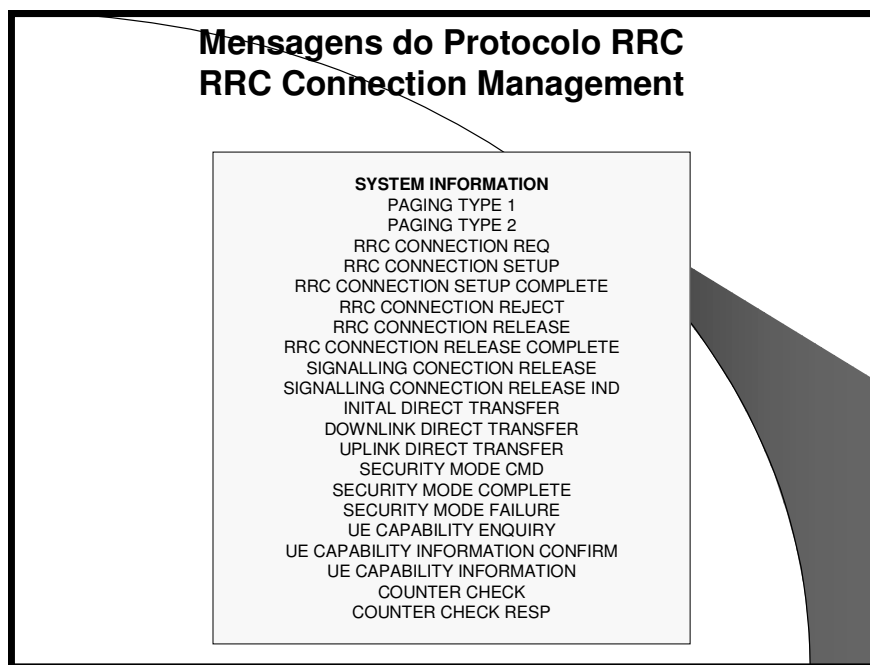 Mensagens do Protocolo RRC
RRC Connection Management
SYSTEM INFORMATION
PAGING TYPE 1
PAGING TYPE 2
RRC CONNECTION REQ
RRC CONNECTION SETUP
RRC CONNECTION SETUP COMPLETE
RRC CONNECTION REJECT
RRC CONNECTION RELEASE
RRC CONNECTION RELEASE COMPLETE
SIGNALLING CONECTION RELEASE
SIGNALLING CONNECTION RELEASE IND
INITAL DIRECT TRANSFER
DOWNLINK DIRECT TRANSFER
UPLINK DIRECT TRANSFER
SECURITY MODE CMD
SECURITY MODE COMPLETE
SECURITY MODE FAILURE
UE CAPABILITY ENQUIRY
UE CAPABILITY INFORMATION CONFIRM
UE CAPABILITY INFORMATION
COUNTER CHECK
COUNTER CHECK RESP